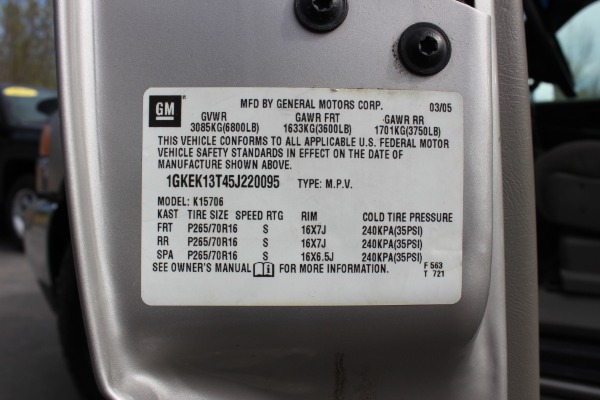 GM
MFD BY GENERAL MOTORS CORP. 03/05
GVWR GAWR FRT GAWR RR
3085KG(6800LB) 1633KG(3600LB) 1701KG(3750LB)
THIS VEHICLE CONFORMS TO ALL APPLICABLE U.S. FEDERAL MOTOR
VEHICLE SAFETY STANDARDS IN EFFECT ON THE DATE OF
MANUFACTURE SHOWN ABOVE.
1GKEK13T45J220095 TYPE: M.P.V.
MODEL: K15706
KAST TIRE SIZE SPEED RTG RIM COLD TIRE PRESSURE
FRT P265/70R16 S 16X7J 240KPA(35PSI)
RR P265/70R16 S 16X7J 240KPA(35PSI)
SPA P265/70R16 S 16X6.5J 240KPA(35PSI)
SEE OWNER'S MANUAL FOR MORE INFORMATION. F 563
T 721